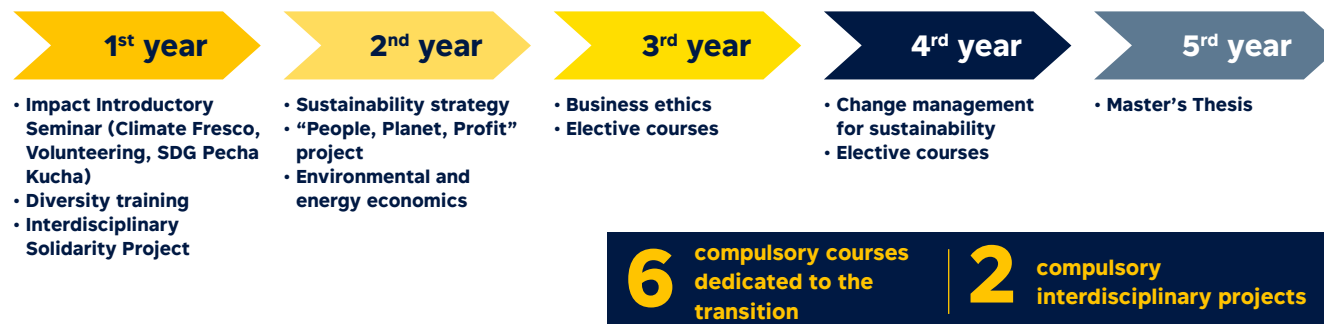 1st year
• Impact Introductory
Seminar (Climate Fresco,
Volunteering, SDG Pecha
Kucha)
• Diversity training
• Interdisciplinary
Solidarity Project
2nd year
• Sustainability strategy
• “People, Planet, Profit”
project
• Environmental and
energy economics
3rd year
• Business ethics
• Elective courses
4rd year
• Change management
for sustainability
• Elective courses
5rd year
• Master’s Thesis
6
compulsory courses
dedicated to the
transition
2
compulsory
interdisciplinary projects